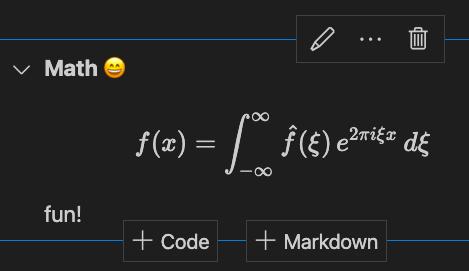 Math 😄
f(x) = ∫_{-∞}^{∞} f̂(ξ) e^{2πiξx} dξ
fun!
+ Code + Markdown